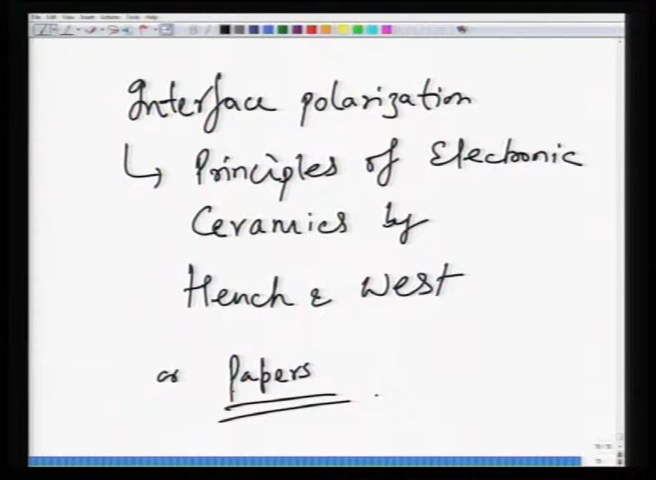 Interface polarization
↳ Principles of Electronic
Ceramics by
Hench & West
or Papers